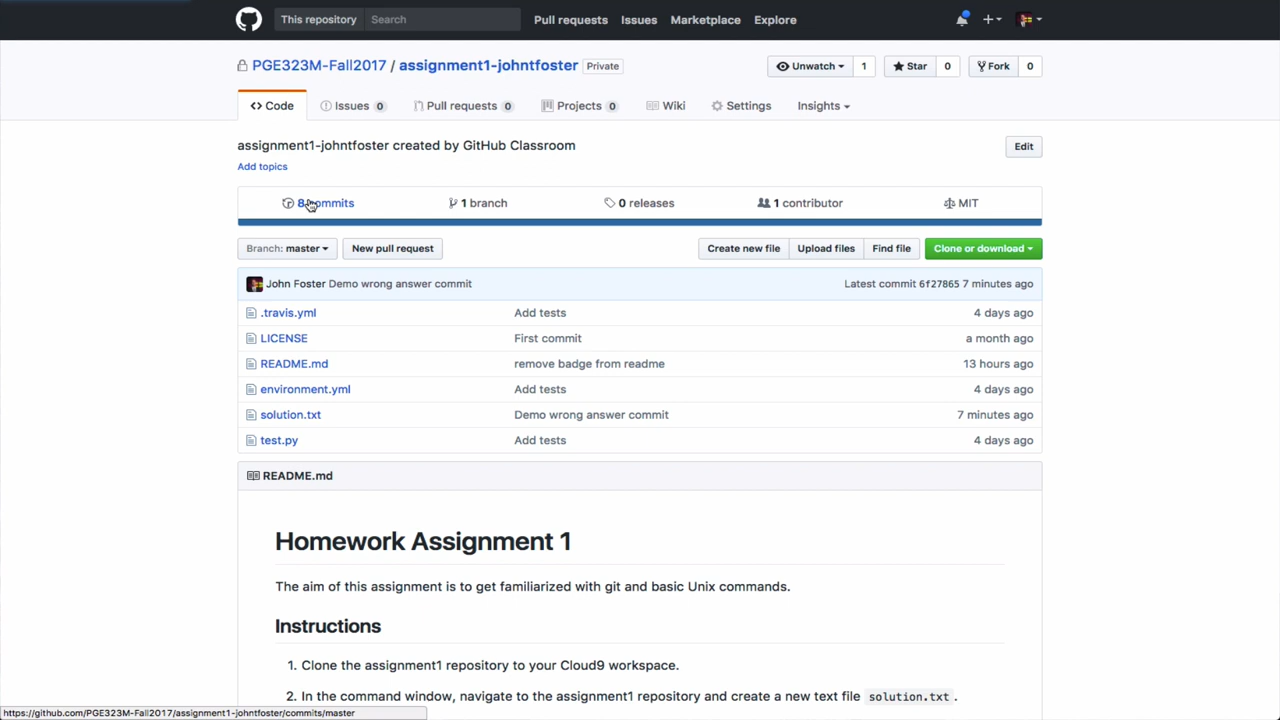 This repository Search Pull requests Issues Marketplace Explore
PGE323M-Fall2017 / assignment1-johntfoster Private Unwatch 1 Star 0 Fork 0
Code Issues 0 Pull requests 0 Projects 0 Wiki Settings Insights
assignment1-johntfoster created by GitHub Classroom Edit
Add topics
8 commits 1 branch 0 releases 1 contributor MIT
Branch: master New pull request Create new file Upload files Find file Clone or download
John Foster Demo wrong answer commit Latest commit 6f27865 7 minutes ago
.travis.yml Add tests 4 days ago
LICENSE First commit a month ago
README.md remove badge from readme 13 hours ago
environment.yml Add tests 4 days ago
solution.txt Demo wrong answer commit 7 minutes ago
test.py Add tests 4 days ago
README.md
Homework Assignment 1
The aim of this assignment is to get familiarized with git and basic Unix commands.
Instructions
1. Clone the assignment1 repository to your Cloud9 workspace.
2. In the command window, navigate to the assignment1 repository and create a new text file solution.txt.
https://github.com/PGE323M-Fall2017/assignment1-johntfoster/commits/master